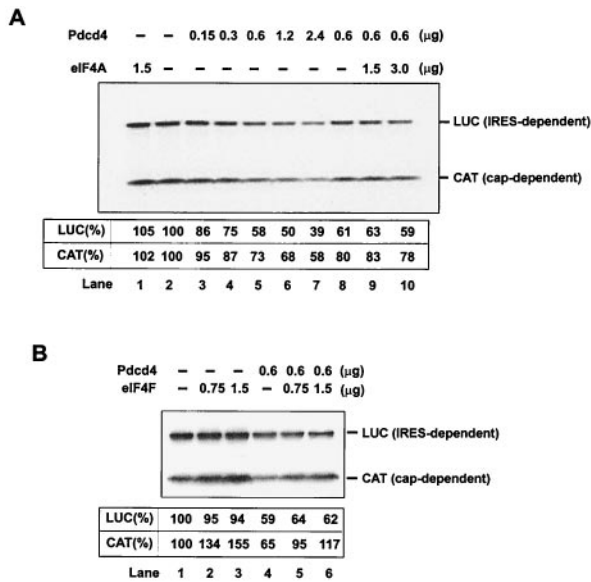 A
Pdcd4 – – 0.15 0.3 0.6 1.2 2.4 0.6 0.6 0.6 (μg)
eIF4A 1.5 – – – – – – – 1.5 3.0 (μg)
LUC (IRES-dependent)
CAT (cap-dependent)
LUC(%) 105 100 86 75 58 50 39 61 63 59
CAT(%) 102 100 95 87 73 68 58 80 83 78
Lane 1 2 3 4 5 6 7 8 9 10
B
Pdcd4 – – – 0.6 0.6 0.6 (μg)
eIF4F – 0.75 1.5 – 0.75 1.5 (μg)
LUC (IRES-dependent)
CAT (cap-dependent)
LUC(%) 100 95 94 59 64 62
CAT(%) 100 134 155 65 95 117
Lane 1 2 3 4 5 6